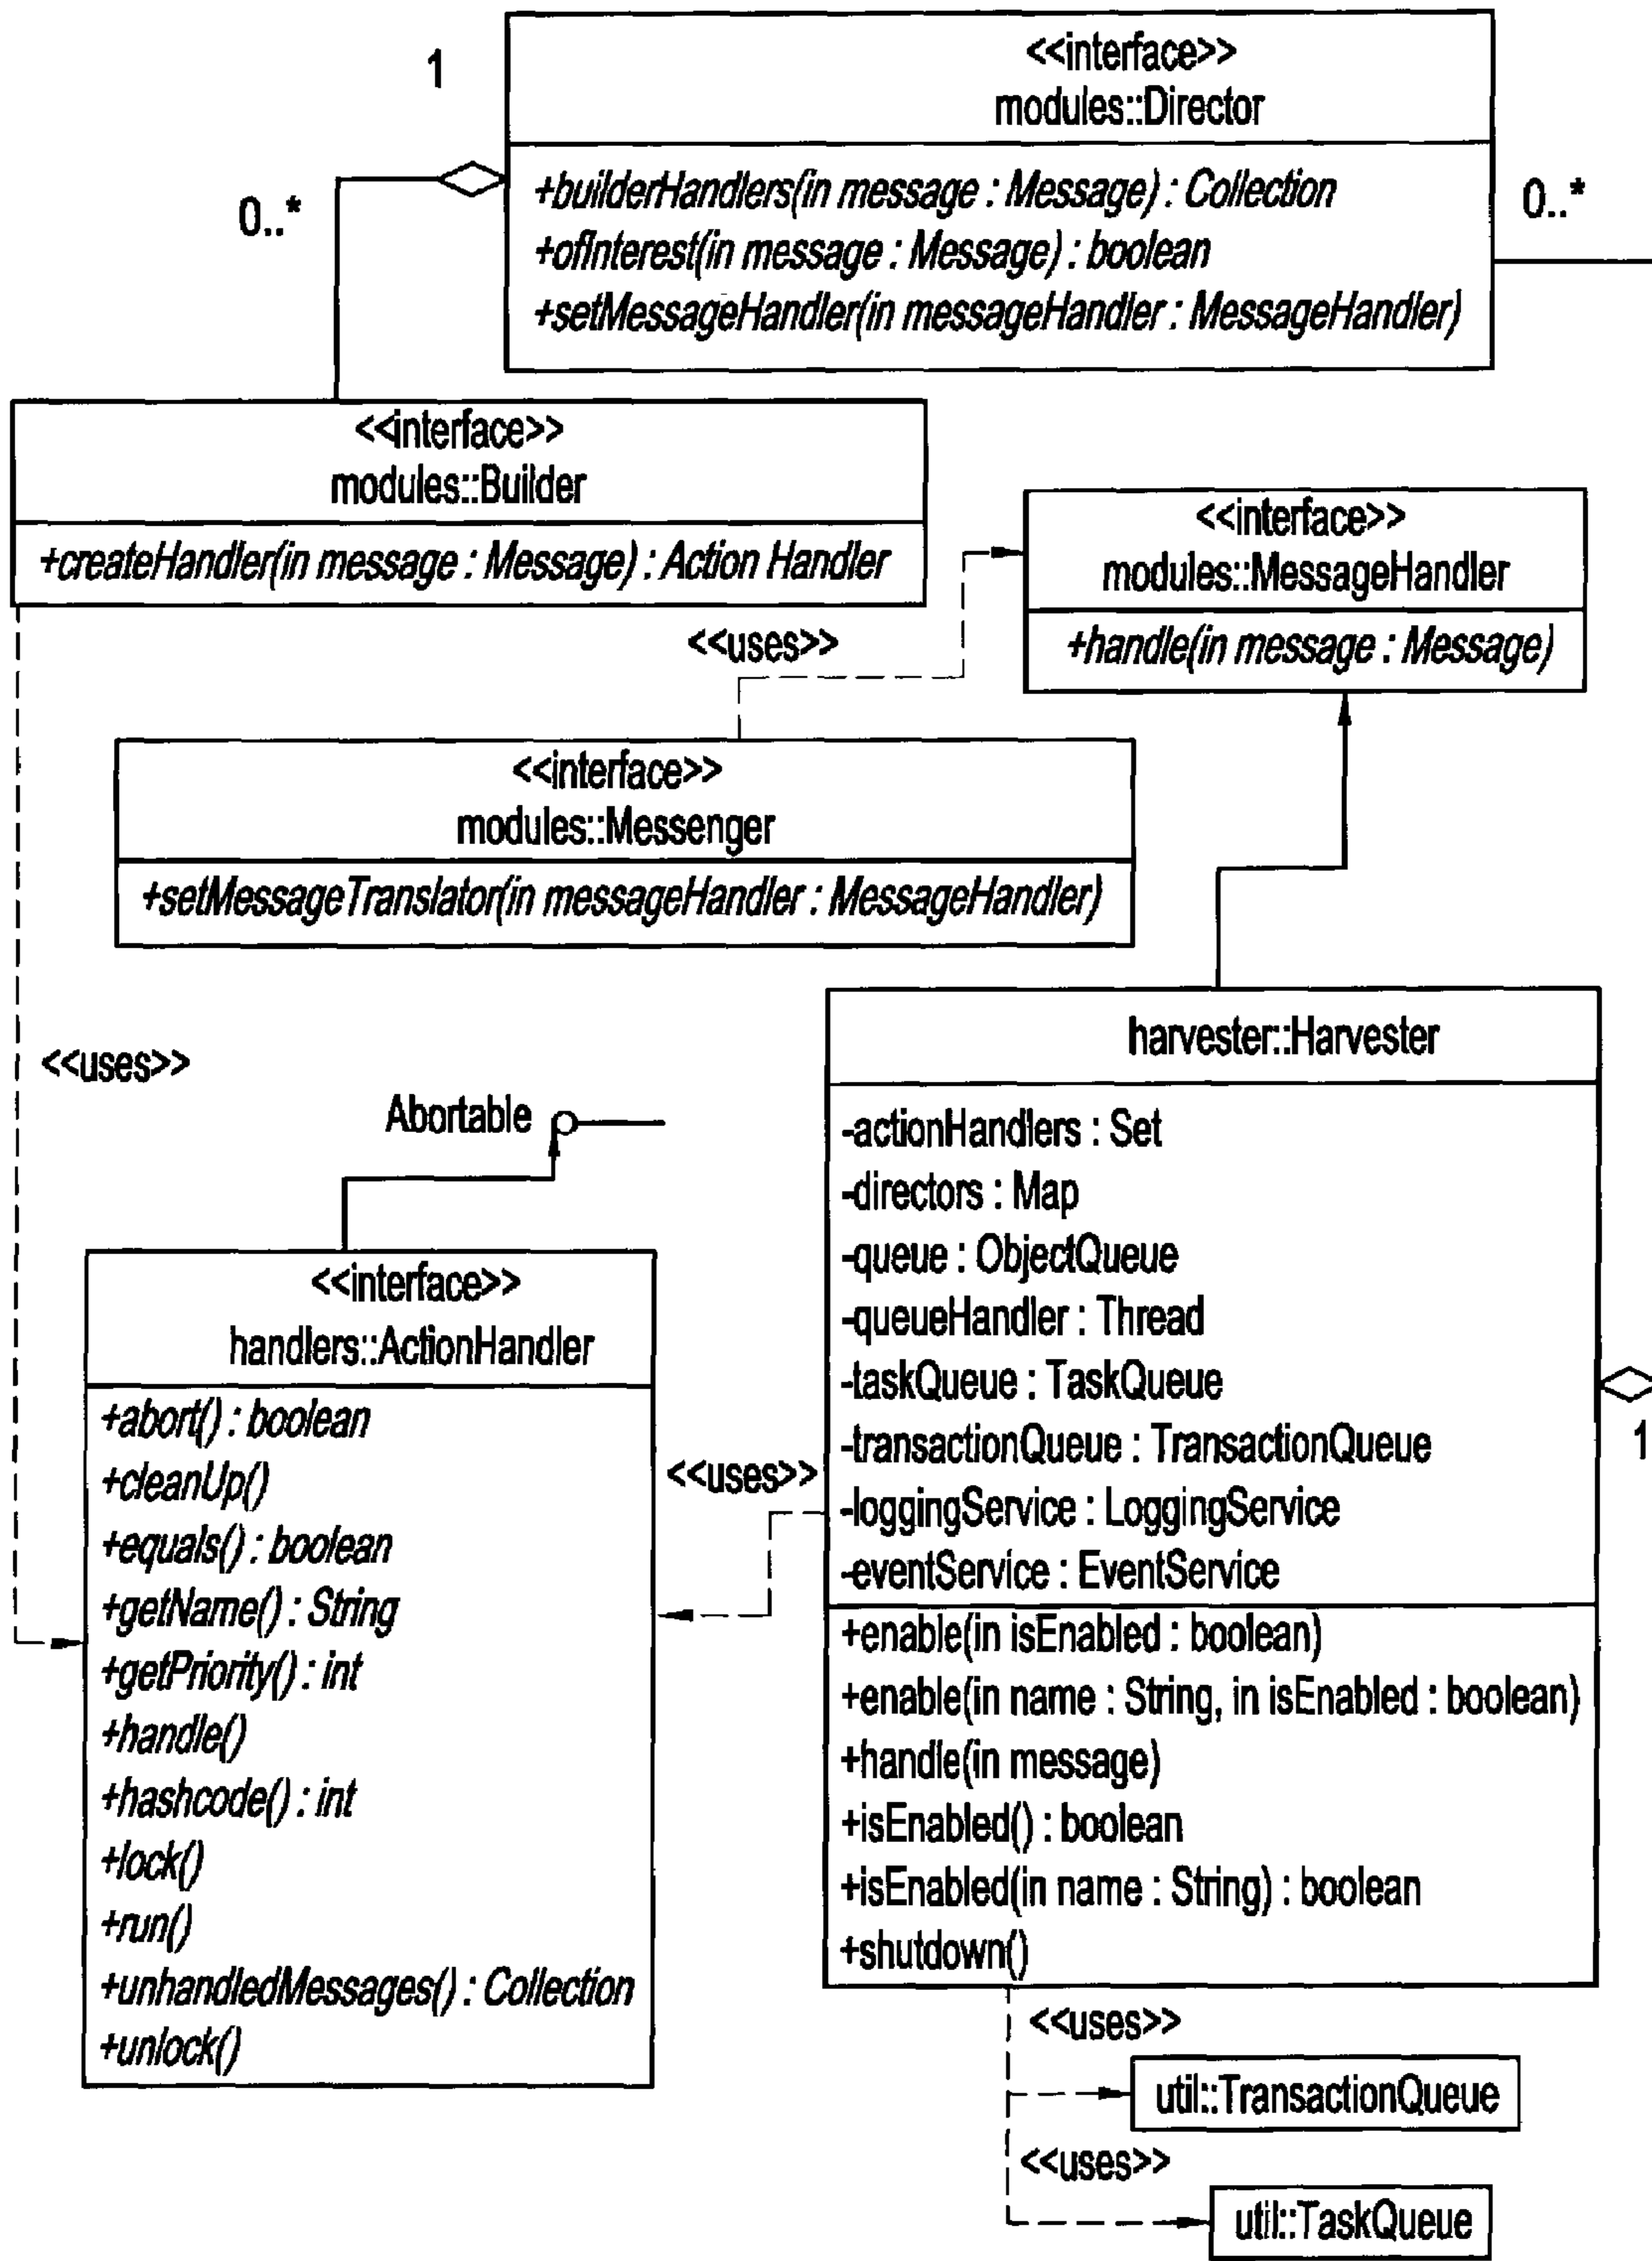 1
<<interface>>
modules::Director
+builderHandlers(in message : Message) : Collection
+ofInterest(in message : Message) : boolean
+setMessageHandler(in messageHandler : MessageHandler)
0..*
0..*
<<interface>>
modules::Builder
+createHandler(in message : Message) : Action Handler
<<interface>>
modules::MessageHandler
+handle(in message : Message)
<<uses>>
<<interface>>
modules::Messenger
+setMessageTranslator(in messageHandler : MessageHandler)
<<uses>>
Abortable
harvester::Harvester
-actionHandlers : Set
-directors : Map
-queue : ObjectQueue
-queueHandler : Thread
-taskQueue : TaskQueue
-transactionQueue : TransactionQueue
-loggingService : LoggingService
-eventService : EventService
+enable(in isEnabled : boolean)
+enable(in name : String, in isEnabled : boolean)
+handle(in message)
+isEnabled() : boolean
+isEnabled(in name : String) : boolean
+shutdown()
1
<<interface>>
handlers::ActionHandler
+abort() : boolean
+cleanUp()
+equals() : boolean
+getName() : String
+getPriority() : int
+handle()
+hashcode() : int
+lock()
+run()
+unhandledMessages() : Collection
+unlock()
<<uses>>
<<uses>>
util::TransactionQueue
<<uses>>
util::TaskQueue